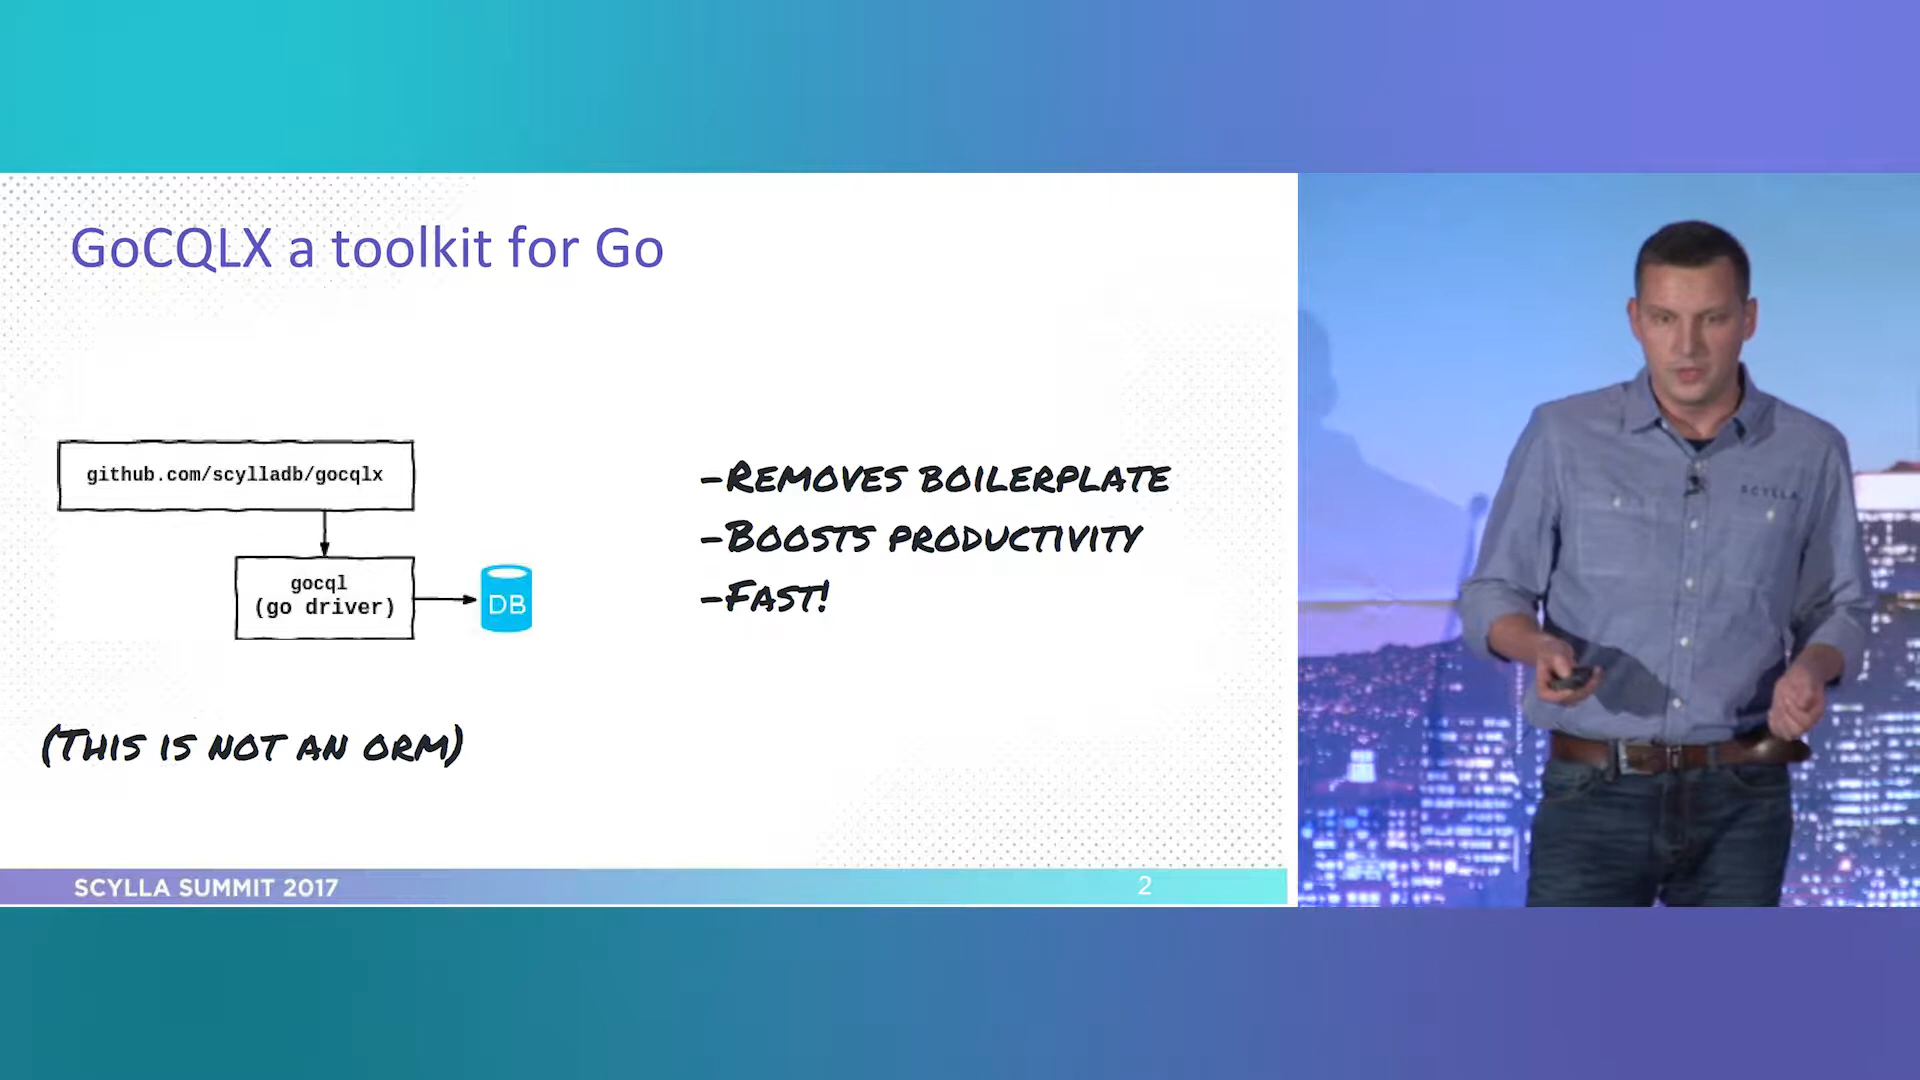 GoCQLX a toolkit for Go
github.com/scylladb/gocqlx
gocql
(go driver)
DB
-REMOVES BOILERPLATE
-BOOSTS PRODUCTIVITY
-FAST!
(THIS IS NOT AN ORM)
SCYLLA SUMMIT 2017
2
SCYLLA